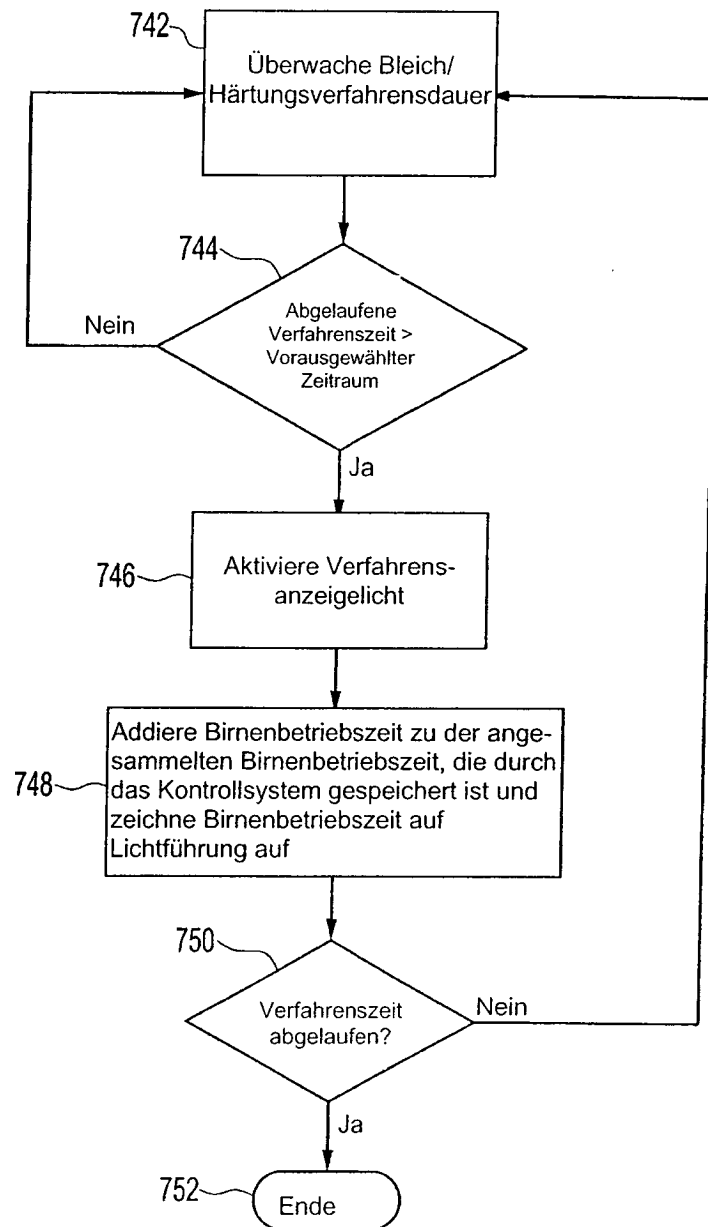 742
Überwache Bleich/
Härtungsverfahrensdauer
744
Nein
Abgelaufene
Verfahrenszeit >
Vorausgewählter
Zeitraum
Ja
746
Aktiviere Verfahrens-
anzeigelicht
748
Addiere Birnenbetriebszeit zu der ange-
sammelten Birnenbetriebszeit, die durch
das Kontrollsystem gespeichert ist und
zeichne Birnenbetriebszeit auf
Lichtführung auf
750
Verfahrenszeit
abgelaufen?
Nein
Ja
752
Ende